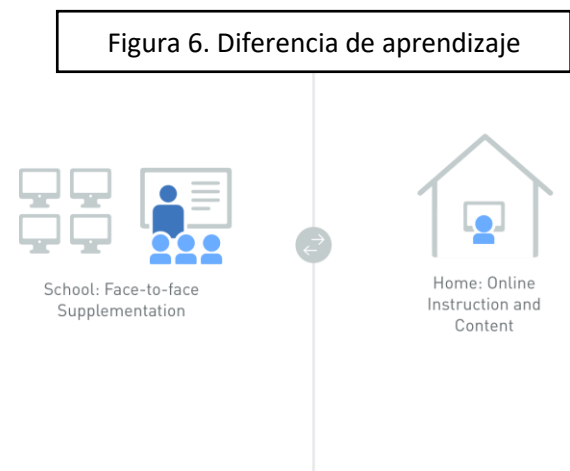 Figura 6. Diferencia de aprendizaje
School: Face-to-face
Supplementation
Home: Online
Instruction and
Content